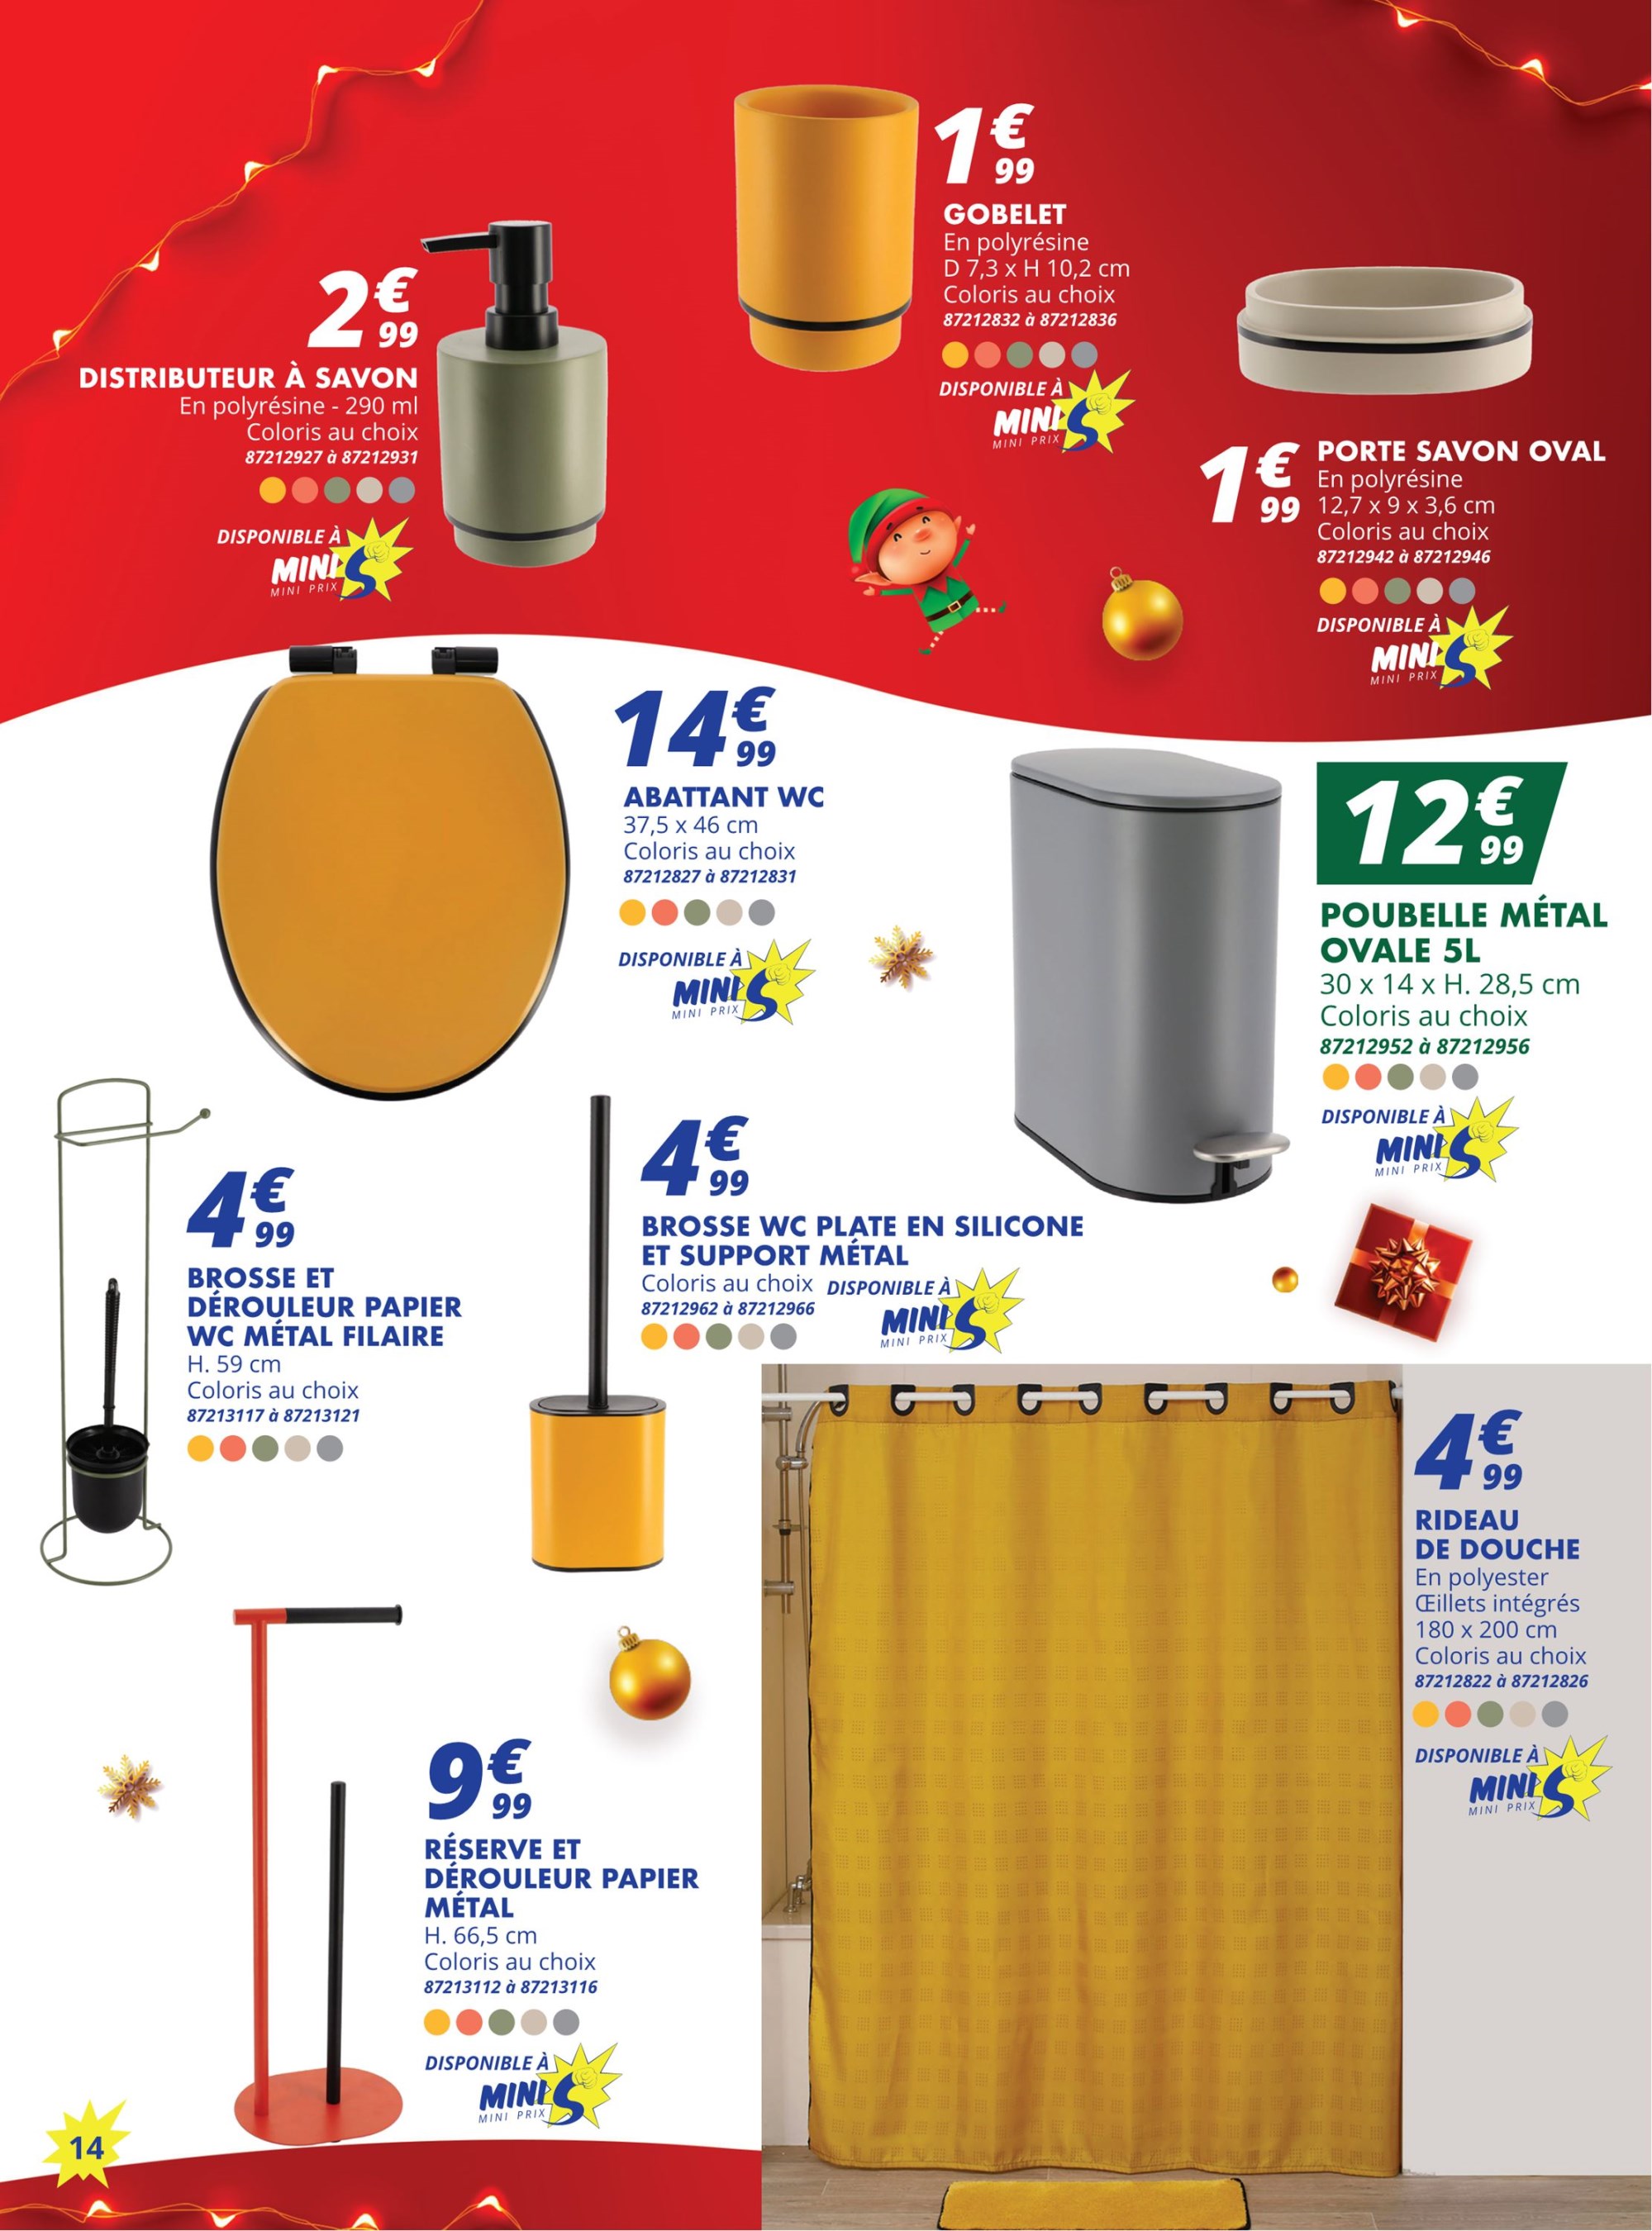 1€99
GOBELET
En polyrésine
D 7,3 x H 10,2 cm
Coloris au choix
87212832 à 87212836
DISPONIBLE À
MINI S
MINI PRIX
2€99
DISTRIBUTEUR À SAVON
En polyrésine - 290 ml
Coloris au choix
87212927 à 87212931
DISPONIBLE À
MINI S
MINI PRIX
1€99
PORTE SAVON OVAL
En polyrésine
12,7 x 9 x 3,6 cm
Coloris au choix
87212942 à 87212946
DISPONIBLE À
MINI S
MINI PRIX
14€99
ABATTANT WC
37,5 x 46 cm
Coloris au choix
87212827 à 87212831
DISPONIBLE À
MINI S
MINI PRIX
12€99
POUBELLE MÉTAL
OVALE 5L
30 x 14 x H. 28,5 cm
Coloris au choix
87212952 à 87212956
DISPONIBLE À
MINI S
MINI PRIX
4€99
BROSSE ET
DÉROULEUR PAPIER
WC MÉTAL FILAIRE
H. 59 cm
Coloris au choix
87213117 à 87213121
4€99
BROSSE WC PLATE EN SILICONE
ET SUPPORT MÉTAL
Coloris au choix
87212962 à 87212966
DISPONIBLE À
MINI S
MINI PRIX
4€99
RIDEAU
DE DOUCHE
En polyester
Œillets intégrés
180 x 200 cm
Coloris au choix
87212822 à 87212826
DISPONIBLE À
MINI S
MINI PRIX
9€99
RÉSERVE ET
DÉROULEUR PAPIER
MÉTAL
H. 66,5 cm
Coloris au choix
87213112 à 87213116
DISPONIBLE À
MINI S
MINI PRIX
14